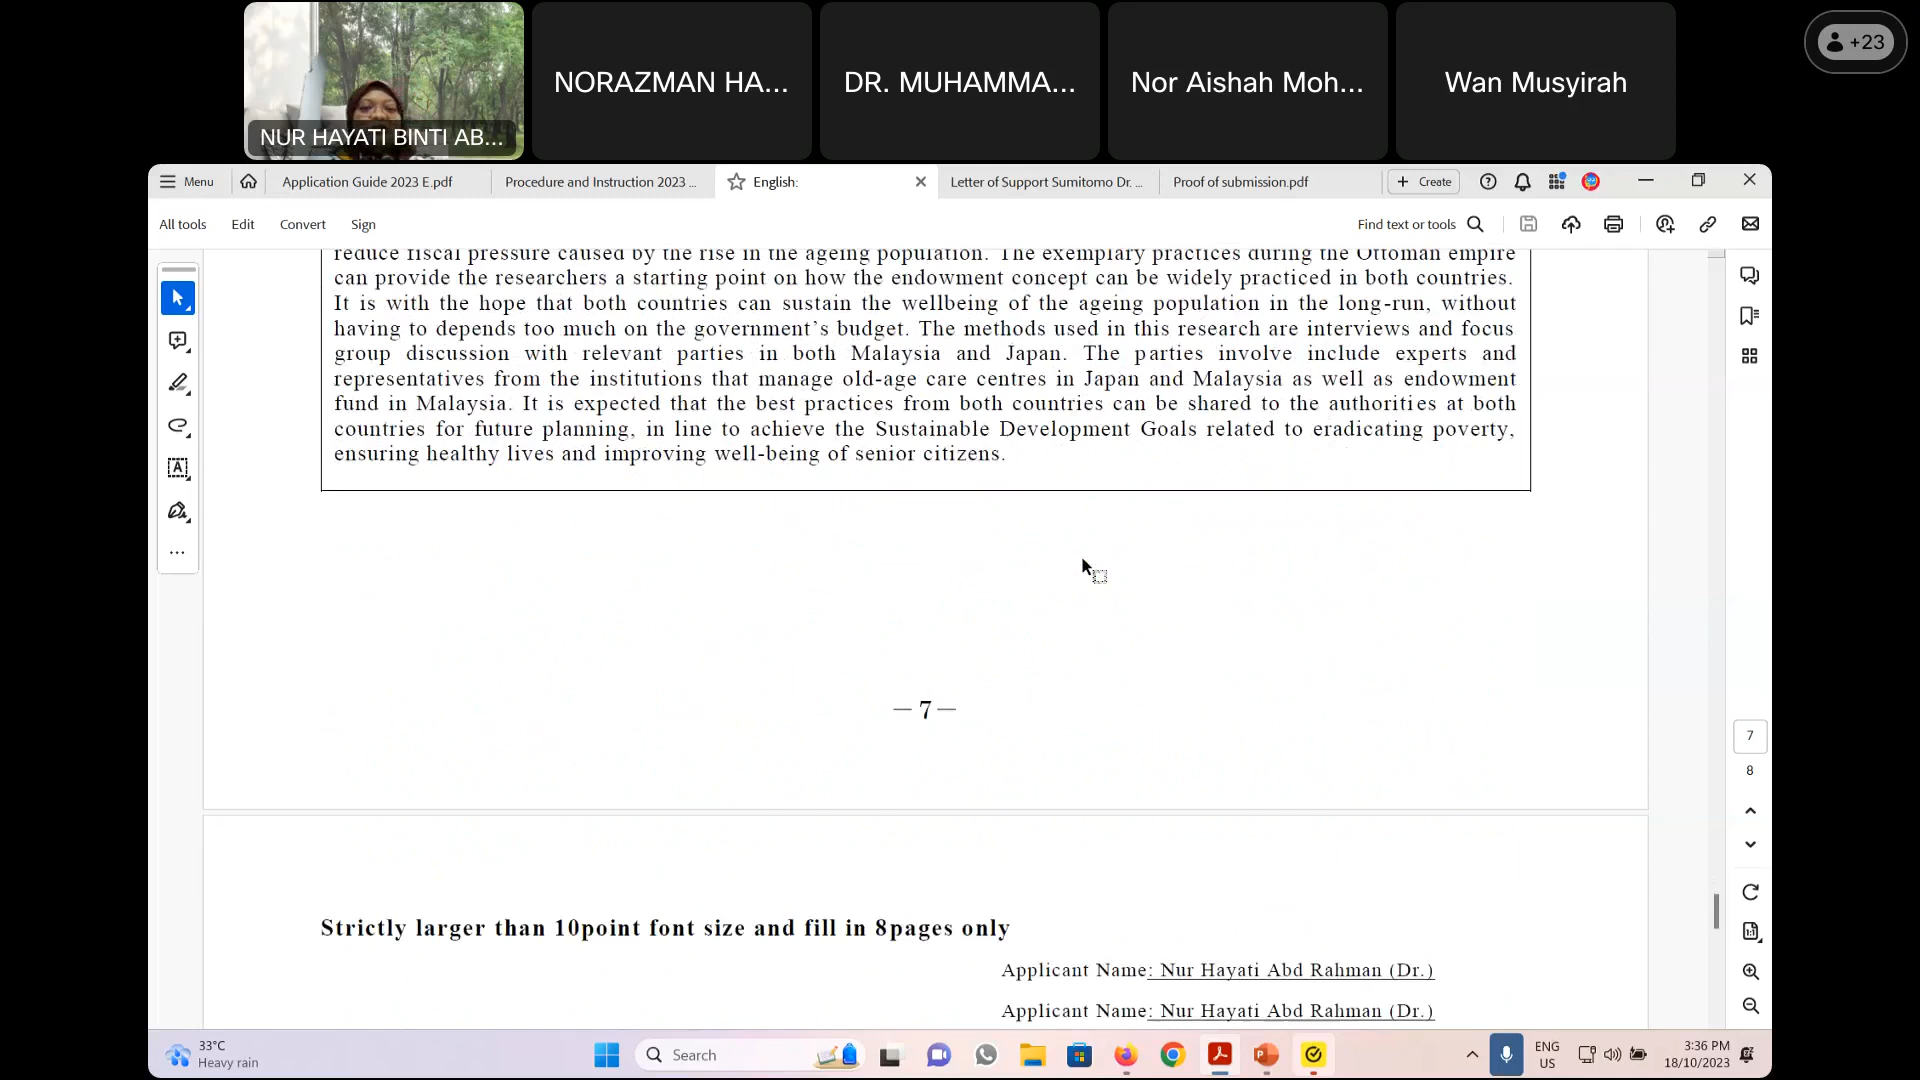 NUR HAYATI BINTI AB...
NORAZMAN HA...
DR. MUHAMMA...
Nor Aishah Moh...
Wan Musyirah
+23
Menu
Application Guide 2023 E.pdf
Procedure and Instruction 2023 ...
English:
Letter of Support Sumitomo Dr. ...
Proof of submission.pdf
Create
All tools
Edit
Convert
Sign
Find text or tools
reduce fiscal pressure caused by the rise in the ageing population. The exemplary practices during the Ottoman empire
can provide the researchers a starting point on how the endowment concept can be widely practiced in both countries.
It is with the hope that both countries can sustain the wellbeing of the ageing population in the long-run, without
having to depends too much on the government's budget. The methods used in this research are interviews and focus
group discussion with relevant parties in both Malaysia and Japan. The parties involve include experts and
representatives from the institutions that manage old-age care centres in Japan and Malaysia as well as endowment
fund in Malaysia. It is expected that the best practices from both countries can be shared to the authorities at both
countries for future planning, in line to achieve the Sustainable Development Goals related to eradicating poverty,
ensuring healthy lives and improving well-being of senior citizens.
― 7 ―
7
8
Strictly larger than 10point font size and fill in 8pages only
Applicant Name: Nur Hayati Abd Rahman (Dr.)
Applicant Name: Nur Hayati Abd Rahman (Dr.)
33°C
Heavy rain
Search
ENG
US
3:36 PM
18/10/2023